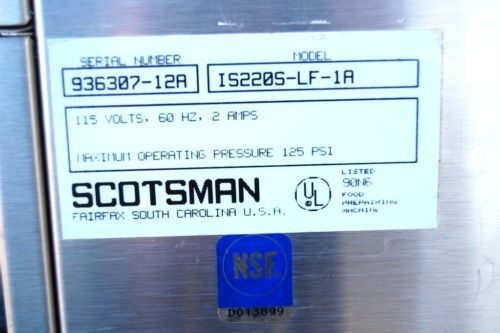 SERIAL NUMBER
MODEL
936307-12A
IS220S-LF-1A
115 VOLTS, 60 HZ, 2 AMPS
MAXIMUM OPERATING PRESSURE 125 PSI
SCOTSMAN
FAIRFAX SOUTH CAROLINA U.S.A.
UL
®
LISTED
90N6
FOOD
PREPARING
MACHINE
NSF
D013099